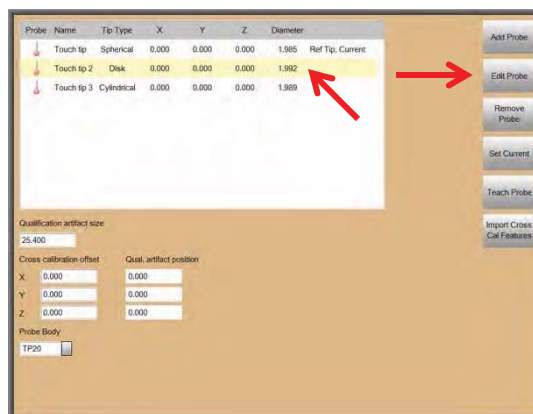 Probe Name Tip Type X Y Z Diameter
Touch tip Spherical 0.000 0.000 0.000 1.985 Ref Tip, Current
Touch tip 2 Disk 0.000 0.000 0.000 1.992
Touch tip 3 Cylindrical 0.000 0.000 0.000 1.989
Add Probe
Edit Probe
Remove
Probe
Set Current
Teach Probe
Import Cross
Cal Features
Qualification artifact size
25.400
Cross calibration offset Qual. artifact position
X 0.000 0.000
Y 0.000 0.000
Z 0.000 0.000
Probe Body
TP20